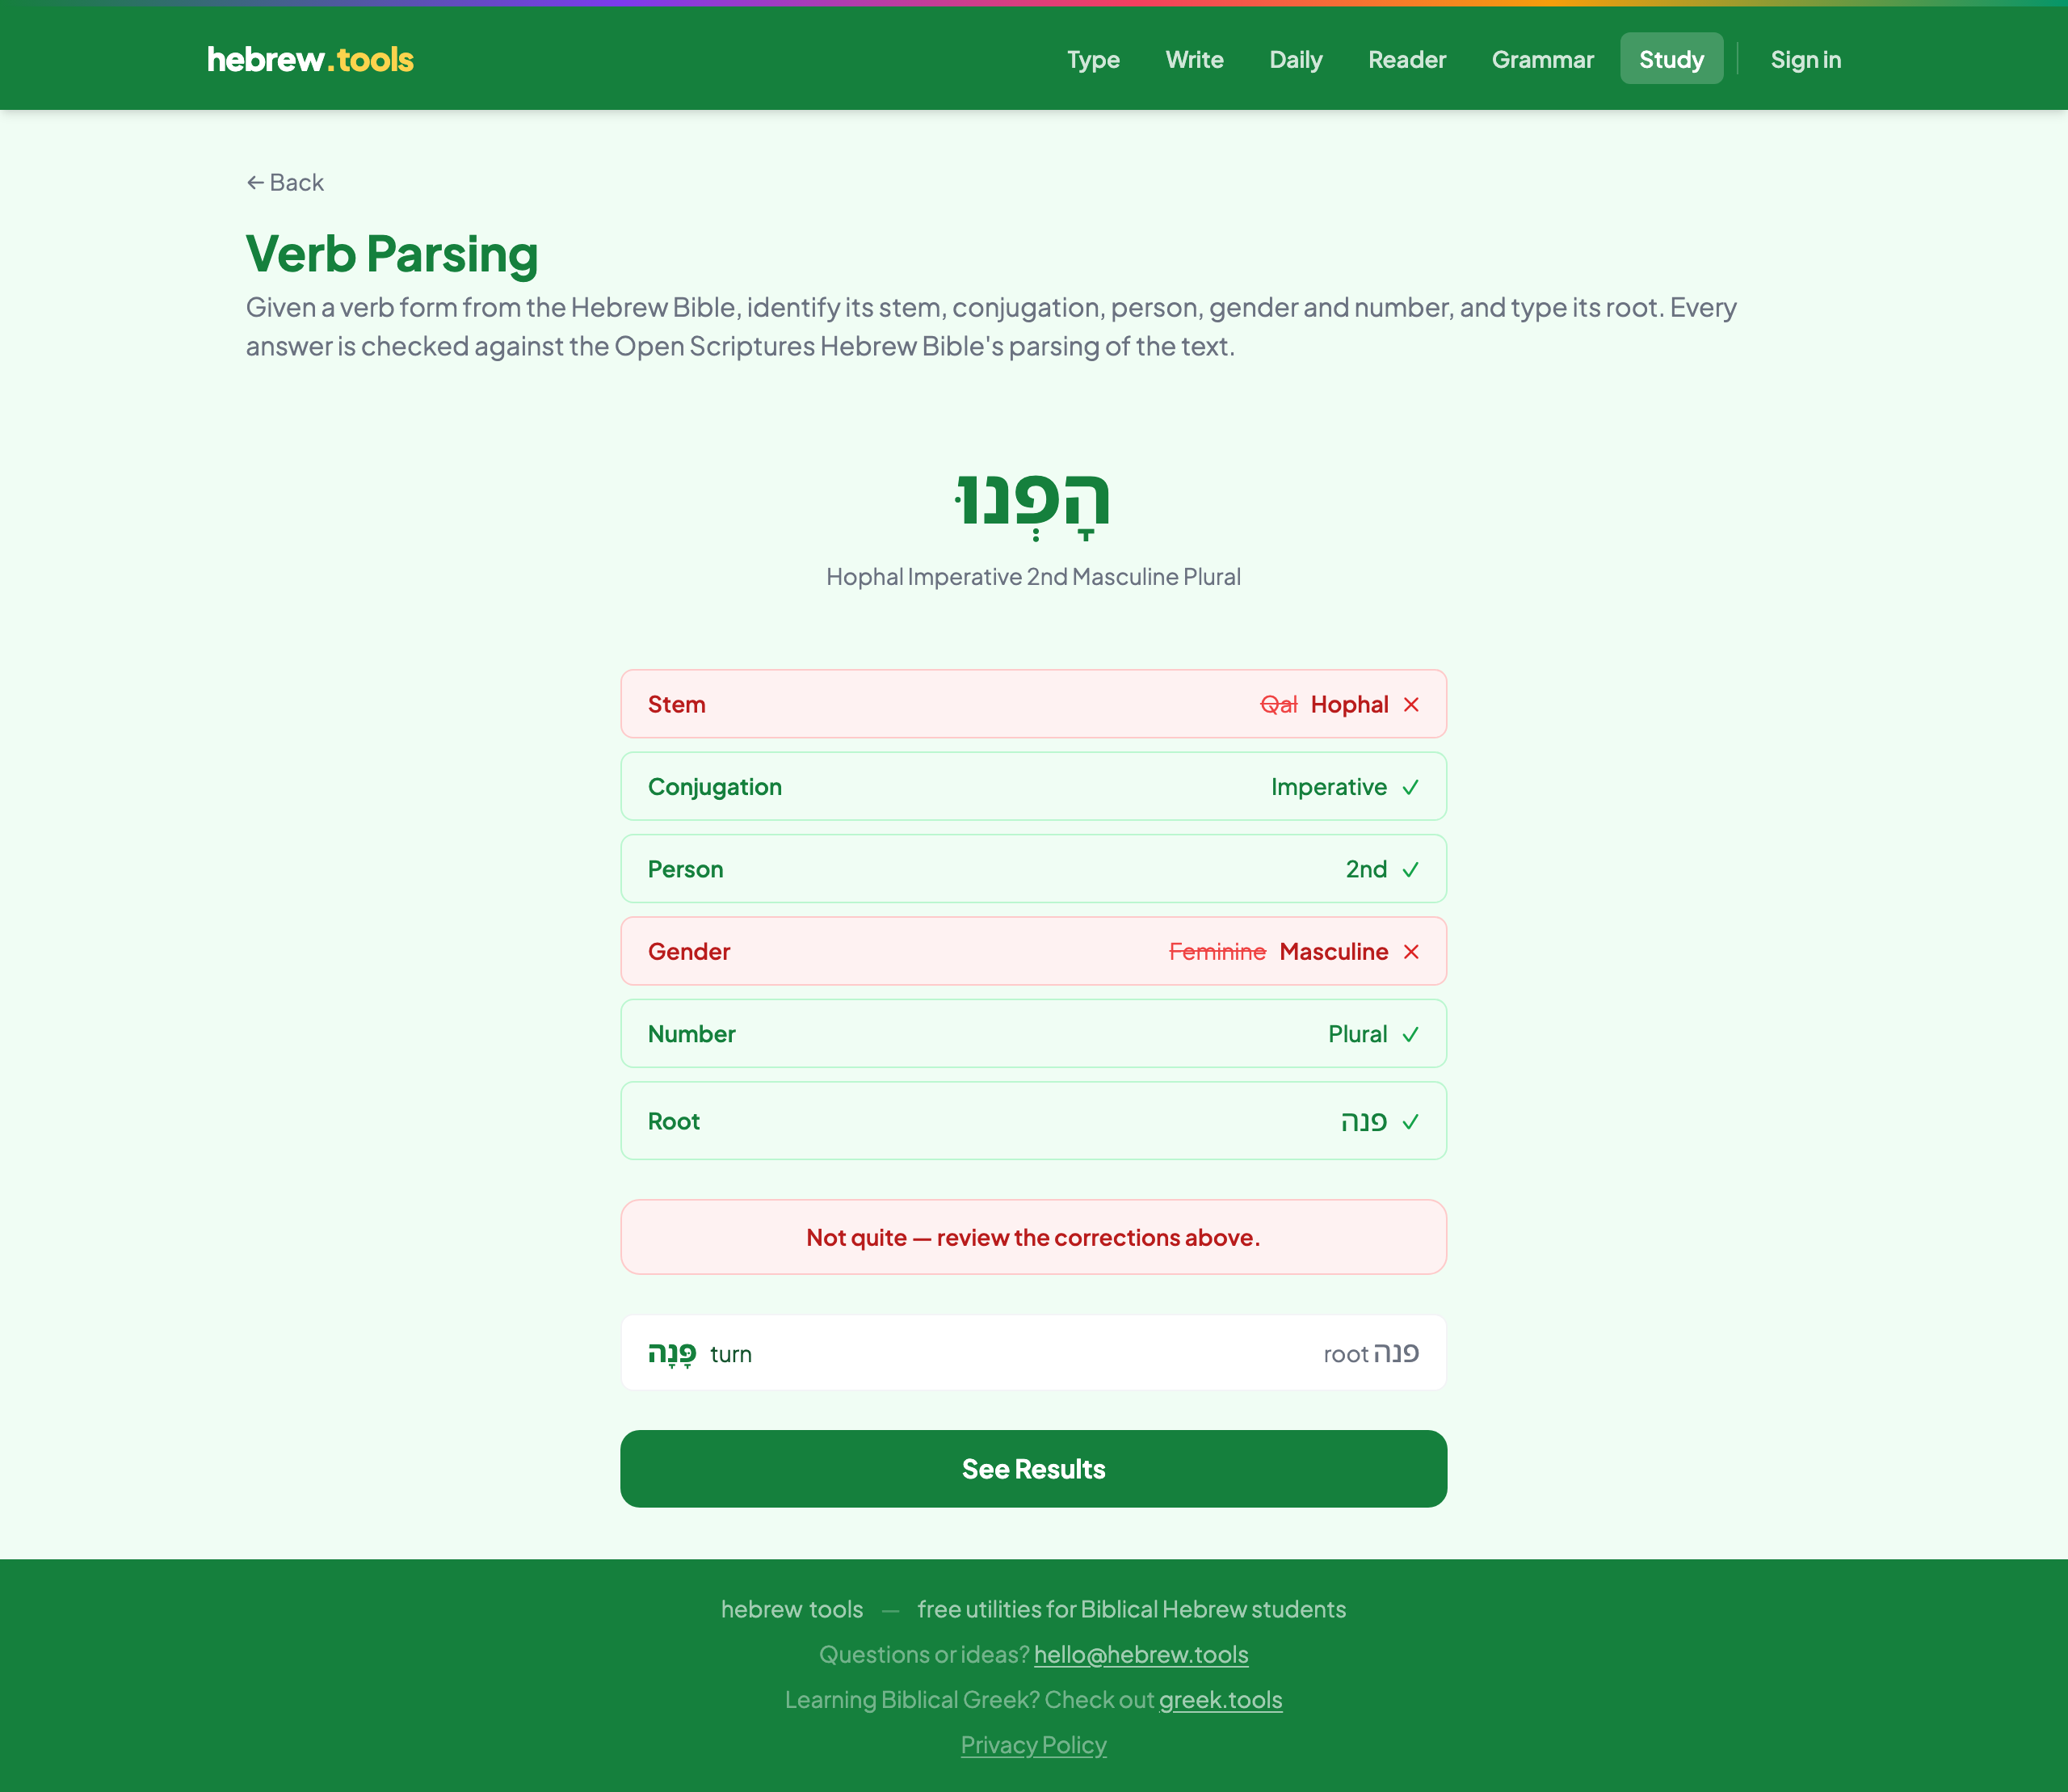 hebrew.tools
Type Write Daily Reader Grammar Study Sign in
← Back
Verb Parsing
Given a verb form from the Hebrew Bible, identify its stem, conjugation, person, gender and number, and type its root. Every
answer is checked against the Open Scriptures Hebrew Bible's parsing of the text.
הָפְנוּ
Hophal Imperative 2nd Masculine Plural
Stem Qal Hophal ×
Conjugation Imperative ✓
Person 2nd ✓
Gender Feminine Masculine ×
Number Plural ✓
Root פנה ✓
Not quite — review the corrections above.
פָּנָה turn root פנה
See Results
hebrew tools — free utilities for Biblical Hebrew students
Questions or ideas? hello@hebrew.tools
Learning Biblical Greek? Check out greek.tools
Privacy Policy